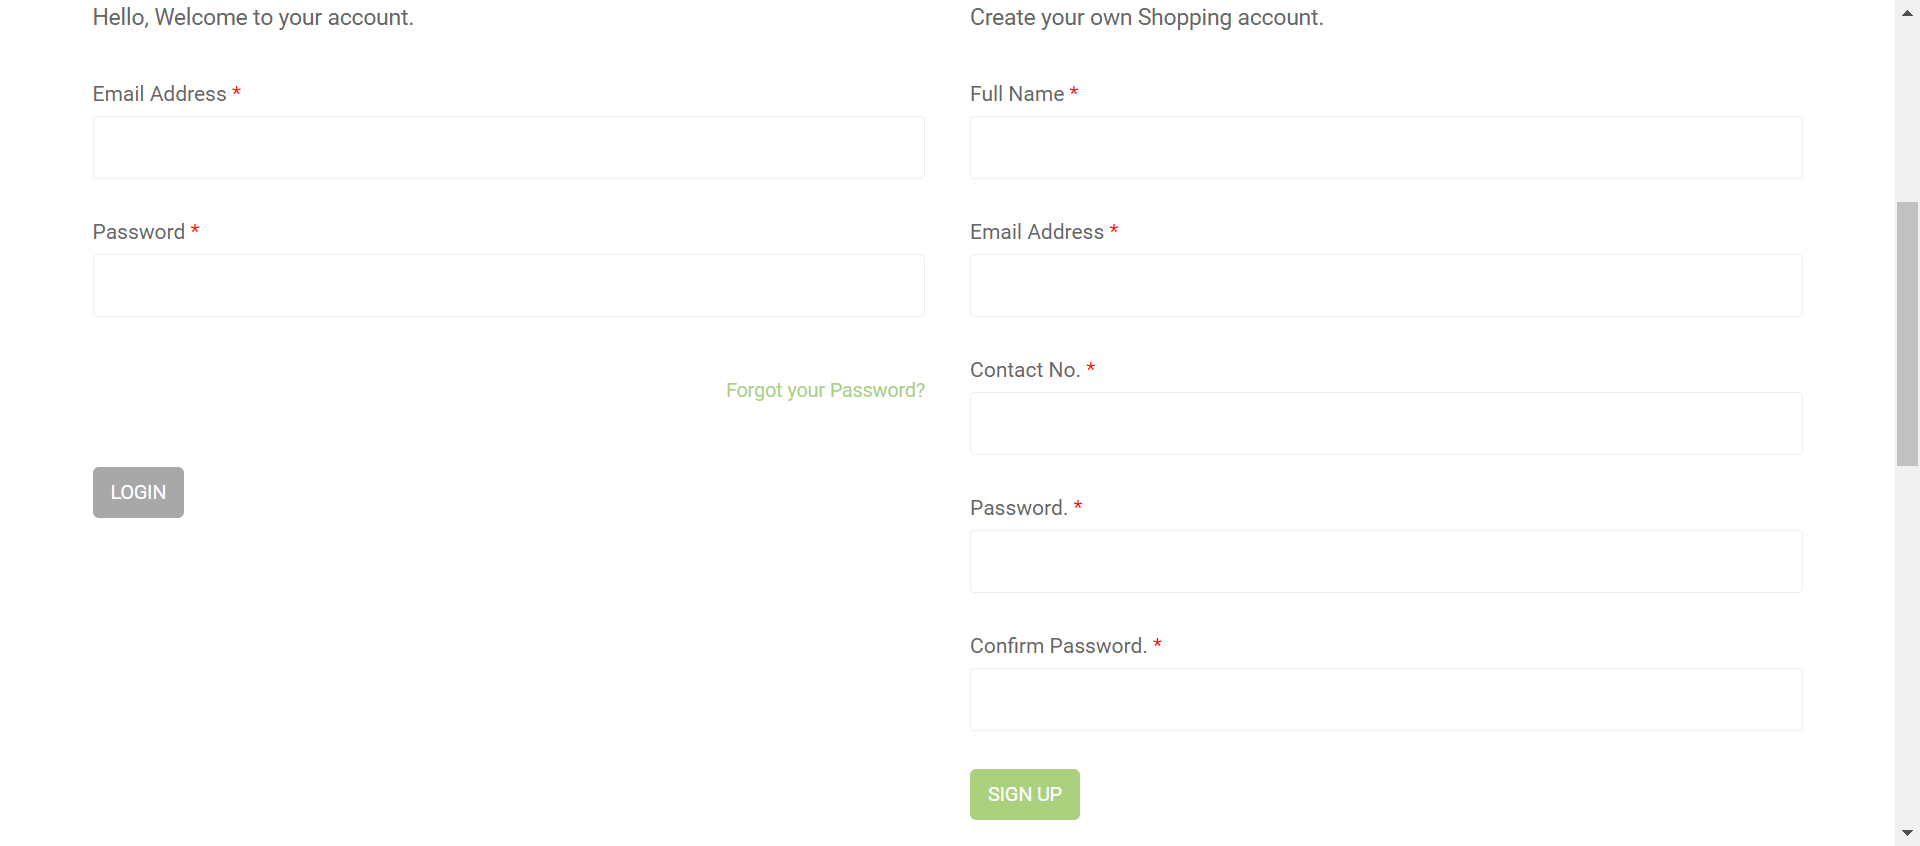 Hello, Welcome to your account.
Email Address *
Password *
Forgot your Password?
LOGIN
Create your own Shopping account.
Full Name *
Email Address *
Contact No. *
Password. *
Confirm Password. *
SIGN UP